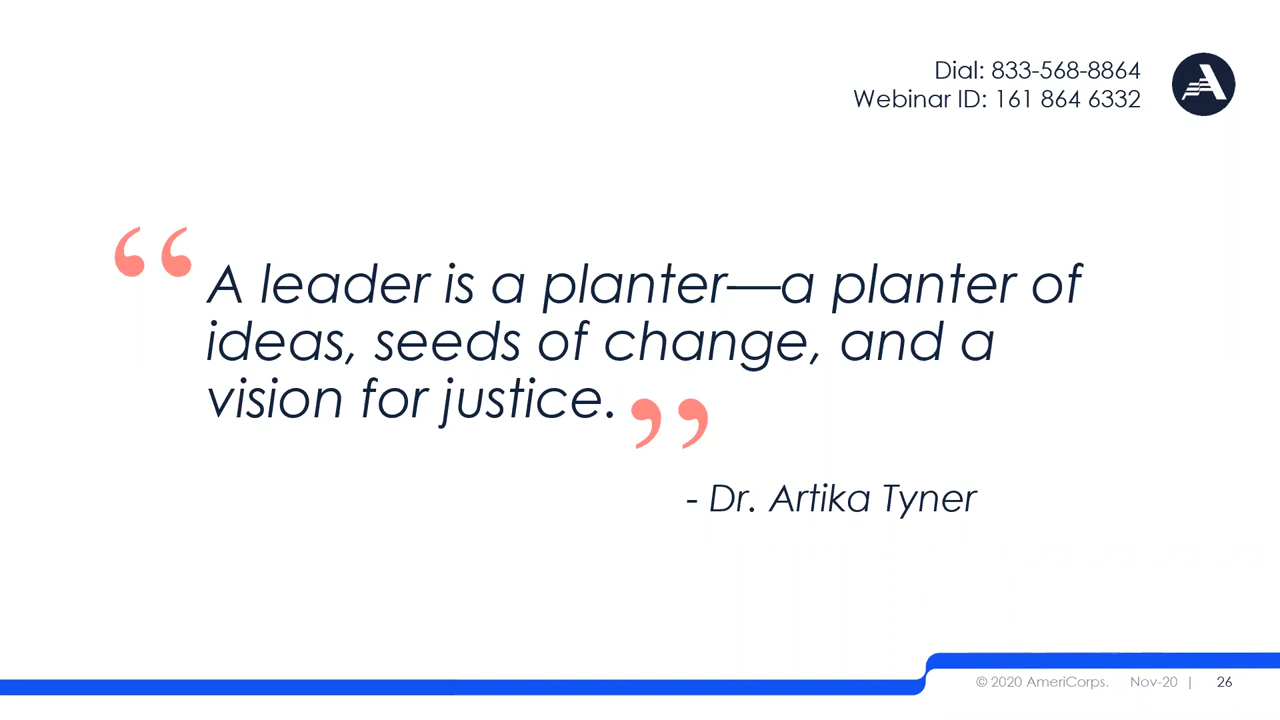 Dial: 833-568-8864
Webinar ID: 161 864 6332
“A leader is a planter—a planter of
ideas, seeds of change, and a
vision for justice.”
- Dr. Artika Tyner
© 2020 AmeriCorps. Nov-20 | 26